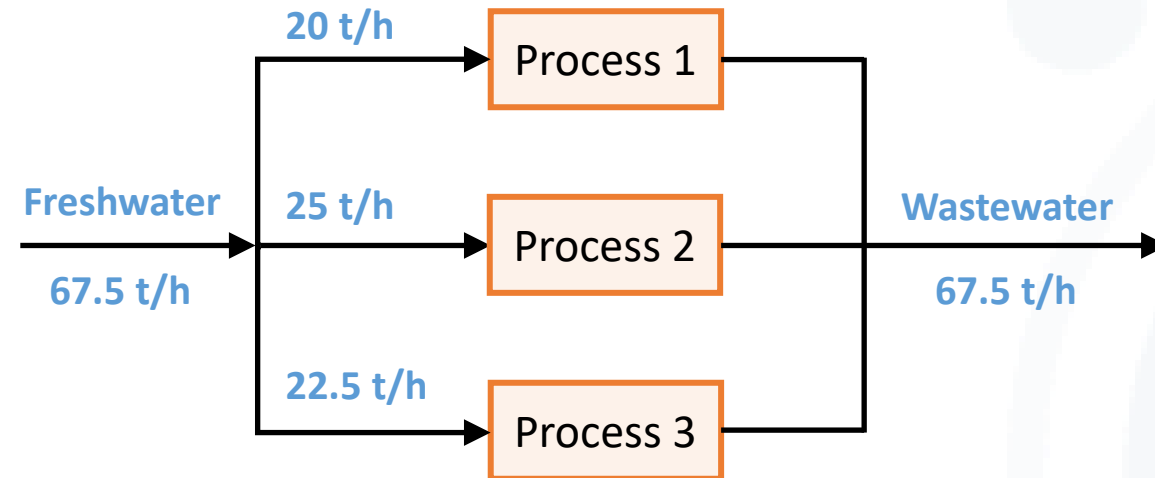 20 t/h
Process 1
Freshwater
25 t/h
Wastewater
Process 2
67.5 t/h
67.5 t/h
22.5 t/h
Process 3